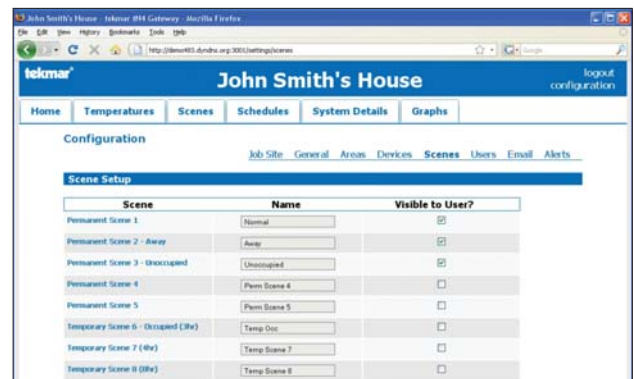 John Smith's House - tekmar tN4 Gateway - Mozilla Firefox
File Edit View History Bookmarks Tools Help
Google
tekmar
John Smith's House
logout
configuration
Home Temperatures Scenes Schedules System Details Graphs
Configuration
Job Site General Areas Devices Scenes Users Email Alerts
Scene Setup
Scene Name Visible to User?
Permanent Scene 1 Normal
Permanent Scene 2 - Away Away
Permanent Scene 3 - Unoccupied Unoccupied
Permanent Scene 4 Perm Scene 4
Permanent Scene 5 Perm Scene 5
Temporary Scene 6 - Occupied (3hr) Temp Occ
Temporary Scene 7 (4hr) Temp Scene 7
Temporary Scene 8 (8hr) Temp Scene 8